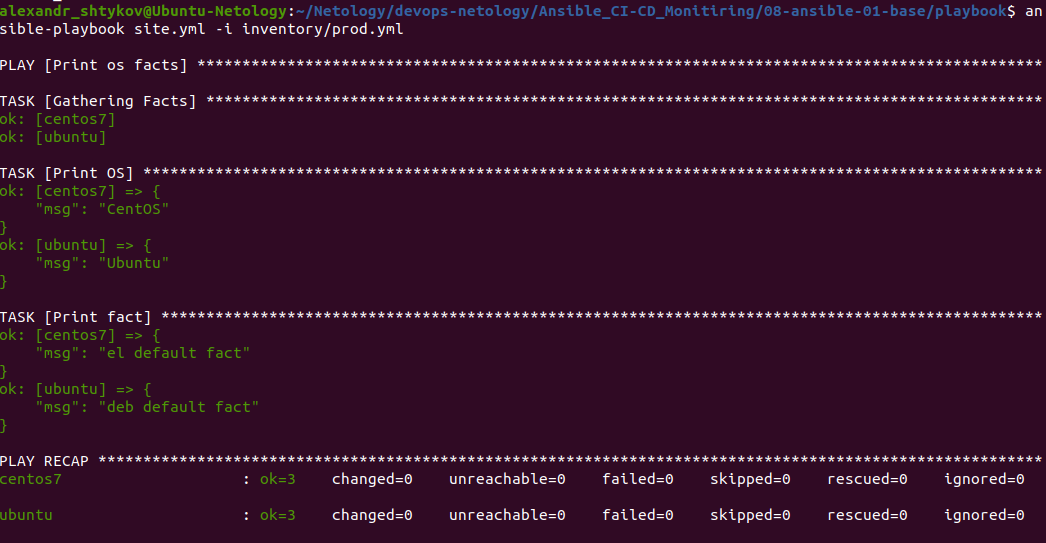 alexandr_shtykov@Ubuntu-Netology:~/Netology/devops-netology/Ansible_CI-CD_Monitiring/08-ansible-01-base/playbook$ an
sible-playbook site.yml -i inventory/prod.yml
PLAY [Print os facts] **********************************************************************************************
TASK [Gathering Facts] *********************************************************************************************
ok: [centos7]
ok: [ubuntu]
TASK [Print OS] ****************************************************************************************************
ok: [centos7] => {
    "msg": "CentOS"
}
ok: [ubuntu] => {
    "msg": "Ubuntu"
}
TASK [Print fact] **************************************************************************************************
ok: [centos7] => {
    "msg": "el default fact"
}
ok: [ubuntu] => {
    "msg": "deb default fact"
}
PLAY RECAP *********************************************************************************************************
centos7                    : ok=3    changed=0    unreachable=0    failed=0    skipped=0    rescued=0    ignored=0
ubuntu                     : ok=3    changed=0    unreachable=0    failed=0    skipped=0    rescued=0    ignored=0